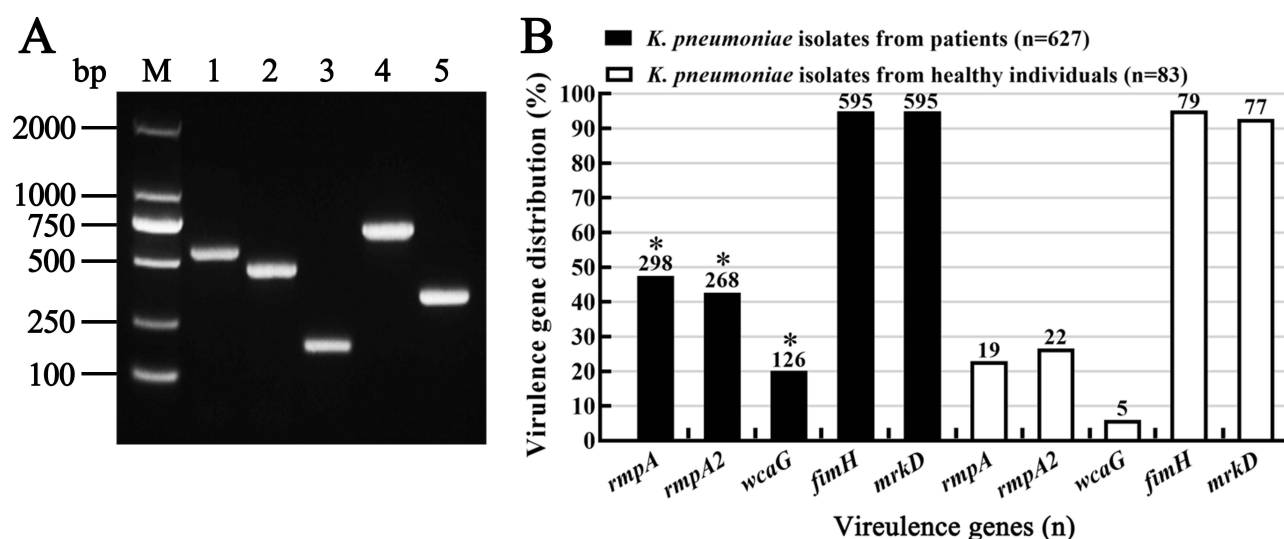 A
bp M 1 2 3 4 5
2000
1000
750
500
250
100
B
K. pneumoniae isolates from patients (n=627)
K. pneumoniae isolates from healthy individuals (n=83)
Virulence gene distribution (%)
100
90
80
70
60
50
40
30
20
10
0
*
298
*
268
*
126
595
595
19
22
5
79
77
rmpA
rmpA2
wcaG
fimH
mrkD
rmpA
rmpA2
wcaG
fimH
mrkD
Vireulence genes (n)